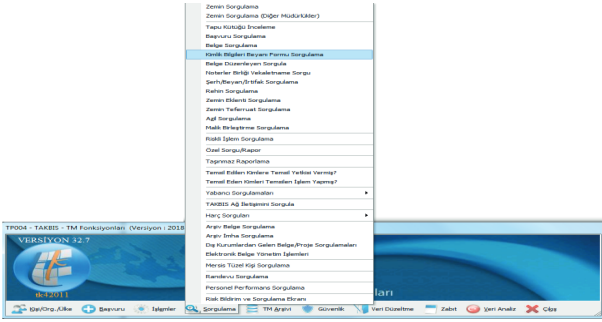 Zemin Sorgulama
Zemin Sorgulama (Diğer Müdürlükler)
Tapu Kütüğü İnceleme
Başvuru Sorgulama
Belge Sorgulama
Kimlik Bilgileri Beyanı Formu Sorgulama
Belge Düzenleyen Sorgula
Noterler Birliği Vekaletname Sorgu
Şerh/Beyan/İrtifak Sorgulama
Rehin Sorgulama
Zemin Eklenti Sorgulama
Zemin Teferruat Sorgulama
Agil Sorgulama
Malik Birleştirme Sorgulama
Riskli İşlem Sorgulama
Özel Sorgu/Rapor
Taşınmaz Raporlama
Temsil Edilen Kimlere Temsil Yetkisi Vermiş?
Temsil Eden Kimleri Temsilen İşlem Yapmış?
Yabancı Sorgulamaları
TAKBIS Ağ İletişimini Sorgula
Harç Sorguları
Arşiv Belge Sorgulama
Arşiv İmha Sorgulama
Dış Kurumlardan Gelen Belge/Proje Sorgulamaları
Elektronik Belge Yönetim İşlemleri
Mersis Tüzel Kişi Sorgulama
Randevu Sorgulama
Personel Performans Sorgulama
Risk Bildirim ve Sorgulama Ekranı
TP004 - TAKBIS - TM Fonksiyonları (Versiyon : 2018
VERSİYON 32.7
tk42011
ları
Kişi/Org./Ülke Başvuru İşlemler Sorgulama TM Arşivi Güvenlik Veri Düzeltme Zabıt Veri Analiz Çıkış